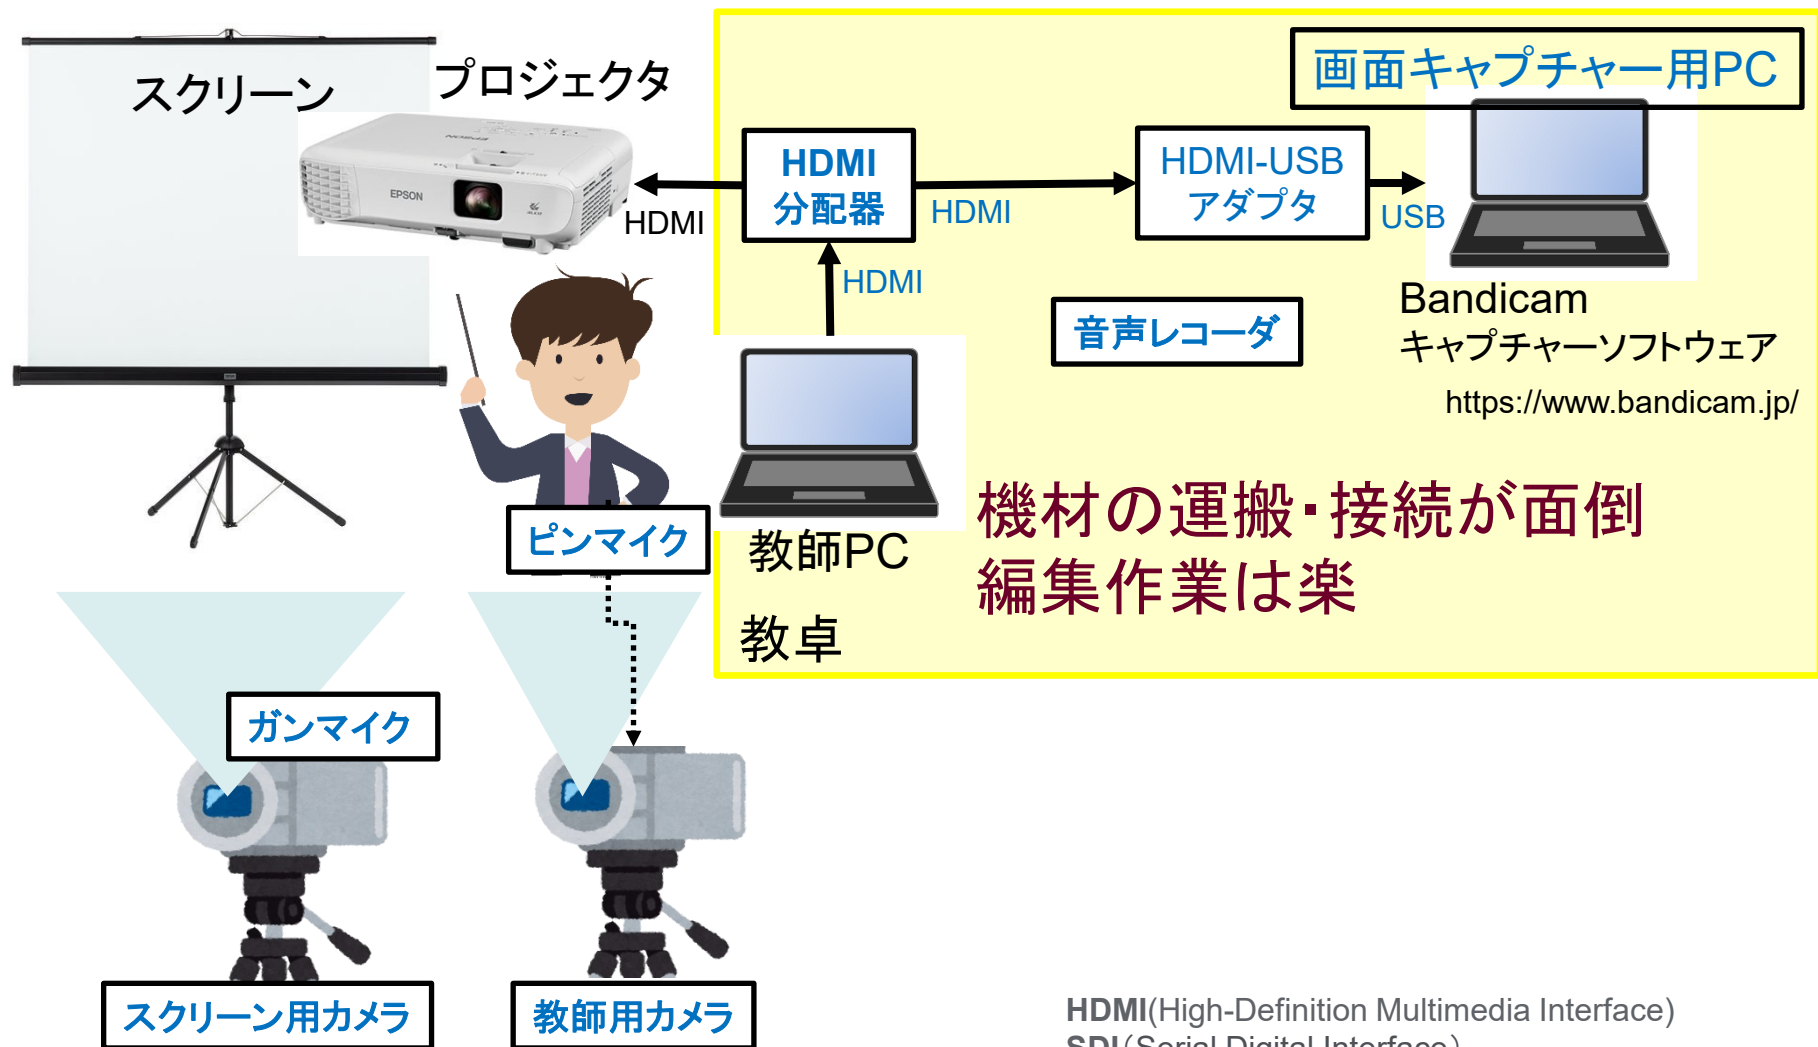 スクリーン
プロジェクタ
EPSON
EPSON
HDMI
HDMI
分配器
HDMI
HDMI
HDMI-USB
アダプタ
USB
画面キャプチャー用PC
Bandicam
キャプチャーソフトウェア
https://www.bandicam.jp/
音声レコーダ
教師PC
機材の運搬・接続が面倒
編集作業は楽
教卓
ピンマイク
ガンマイク
スクリーン用カメラ
教師用カメラ
HDMI(High-Definition Multimedia Interface)
SDI（Serial Digital Interface）